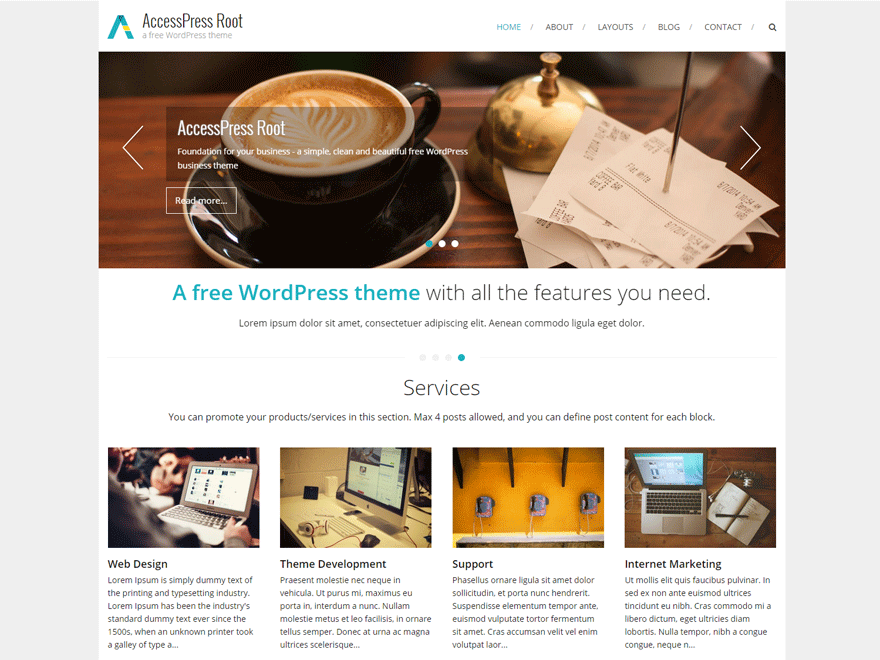 AccessPress Root
a free WordPress theme
HOME / ABOUT / LAYOUTS / BLOG / CONTACT /
AccessPress Root
Foundation for your business - a simple, clean and beautiful free WordPress
business theme
Read more...
Flat White
6/7/2014 10:54 AM
A free WordPress theme with all the features you need.
Lorem ipsum dolor sit amet, consectetuer adipiscing elit. Aenean commodo ligula eget dolor.
Services
You can promote your products/services in this section. Max 4 posts allowed, and you can define post content for each block.
Web Design
Lorem Ipsum is simply dummy text of
the printing and typesetting industry.
Lorem Ipsum has been the industry's
standard dummy text ever since the
1500s, when an unknown printer took
a galley of type a...
Theme Development
Praesent molestie nec neque in
vehicula. Ut purus mi, maximus eu
porta in, interdum a nunc. Nullam
molestie metus et leo facilisis, in ornare
tellus semper. Donec at urna ac magna
ultrices scelerisque...
Support
Phasellus ornare ligula sit amet dolor
sollicitudin, et porta nunc hendrerit.
Suspendisse elementum tempor ante,
euismod vulputate tortor fermentum
sit amet. Cras accumsan velit vel enim
volutpat laor...
Internet Marketing
Ut mollis elit quis faucibus pulvinar. In
sed ex non ante euismod ultrices
tincidunt eu nibh. Cras commodo mi a
libero dictum, eget ultricies diam
lobortis. Nulla tempor, nibh a congue
congue, neque n...